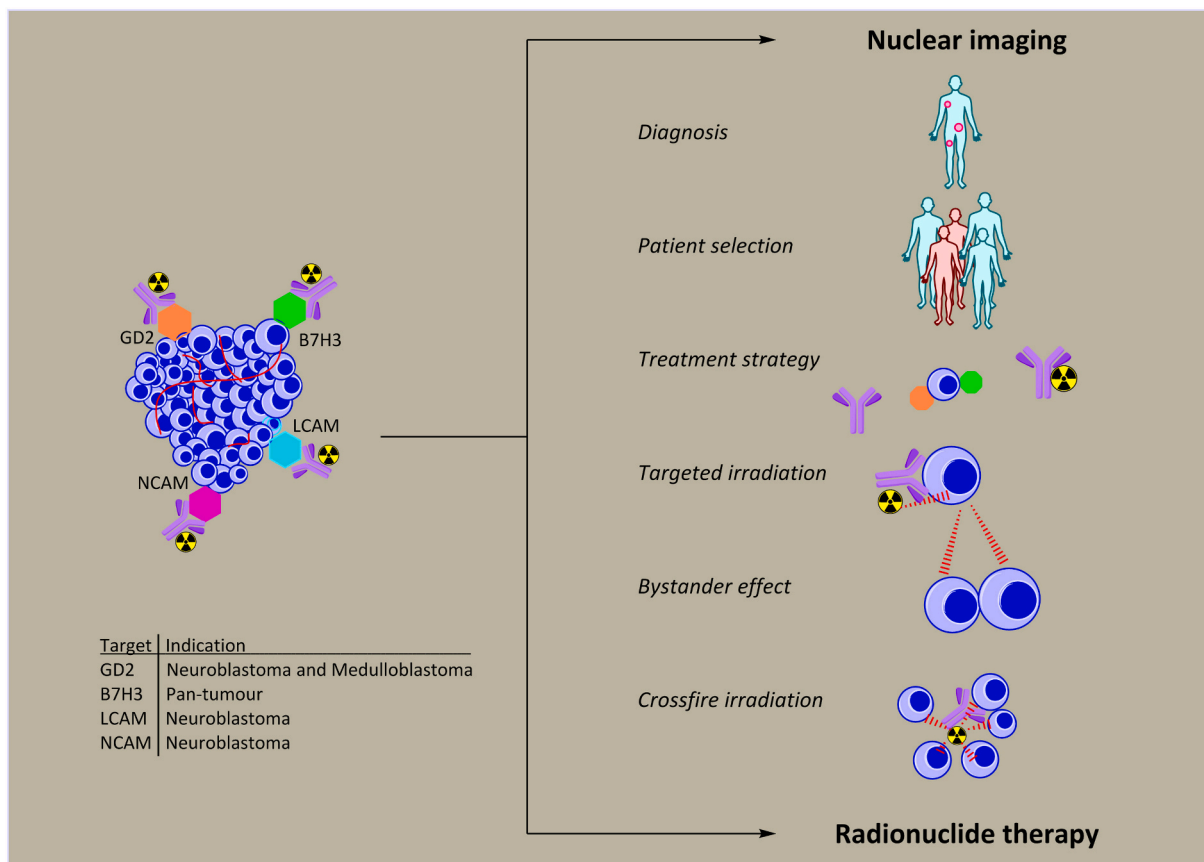 Nuclear imaging
Diagnosis
Patient selection
Treatment strategy
Targeted irradiation
Bystander effect
Crossfire irradiation
Radionuclide therapy
GD2
B7H3
LCAM
NCAM
Target Indication
GD2 Neuroblastoma and Medulloblastoma
B7H3 Pan-tumour
LCAM Neuroblastoma
NCAM Neuroblastoma